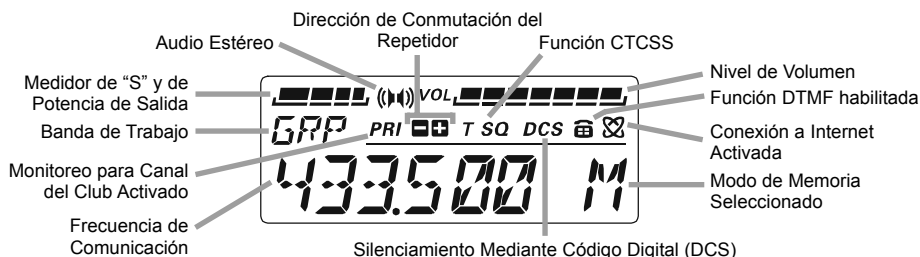 Dirección de Conmutación del
Repetidor
Audio Estéreo
Función CTCSS
Medidor de “S” y de
Potencia de Salida
Nivel de Volumen
Función DTMF habilitada
Banda de Trabajo
Conexión a Internet
Activada
Monitoreo para Canal
del Club Activado
Modo de Memoria
Seleccionado
Frecuencia de
Comunicación
Silenciamiento Mediante Código Digital (DCS)
VOL
GRP PRI T SQ DCS
433.500 M